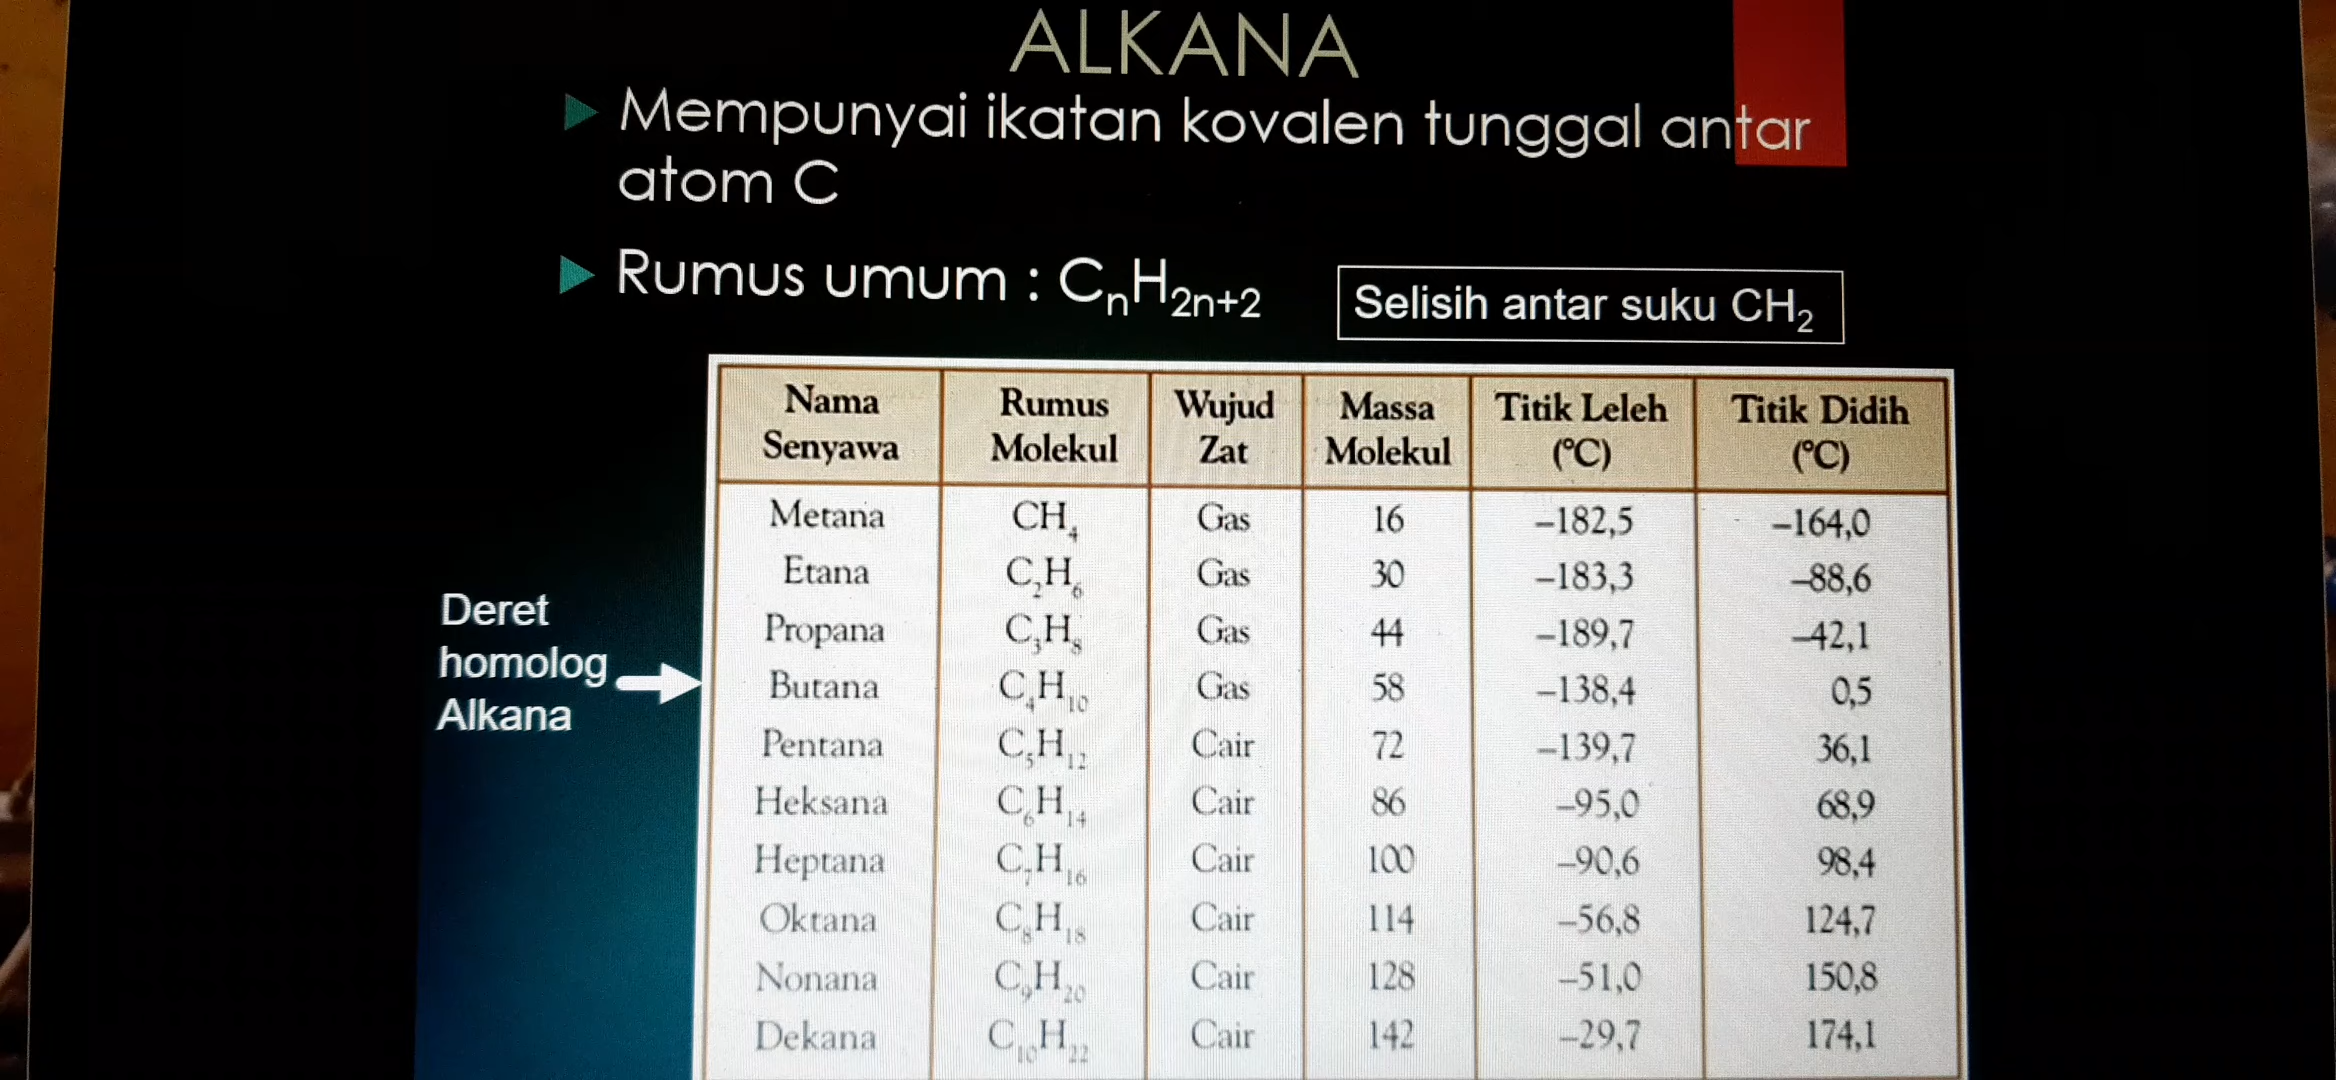 ALKANA
Mempunyai ikatan kovalen tunggal antar
atom C
Rumus umum : CₙH₂ₙ₊₂
Selisih antar suku CH₂
Deret
homolog
Alkana
Nama Senyawa Rumus Molekul Wujud Zat Massa Molekul Titik Leleh (°C) Titik Didih (°C)
Metana CH₄ Gas 16 –182,5 –164,0
Etana C₂H₆ Gas 30 –183,3 –88,6
Propana C₃H₈ Gas 44 –189,7 –42,1
Butana C₄H₁₀ Gas 58 –138,4 0,5
Pentana C₅H₁₂ Cair 72 –139,7 36,1
Heksana C₆H₁₄ Cair 86 –95,0 68,9
Heptana C₇H₁₆ Cair 100 –90,6 98,4
Oktana C₈H₁₈ Cair 114 –56,8 124,7
Nonana C₉H₂₀ Cair 128 –51,0 150,8
Dekana C₁₀H₂₂ Cair 142 –29,7 174,1